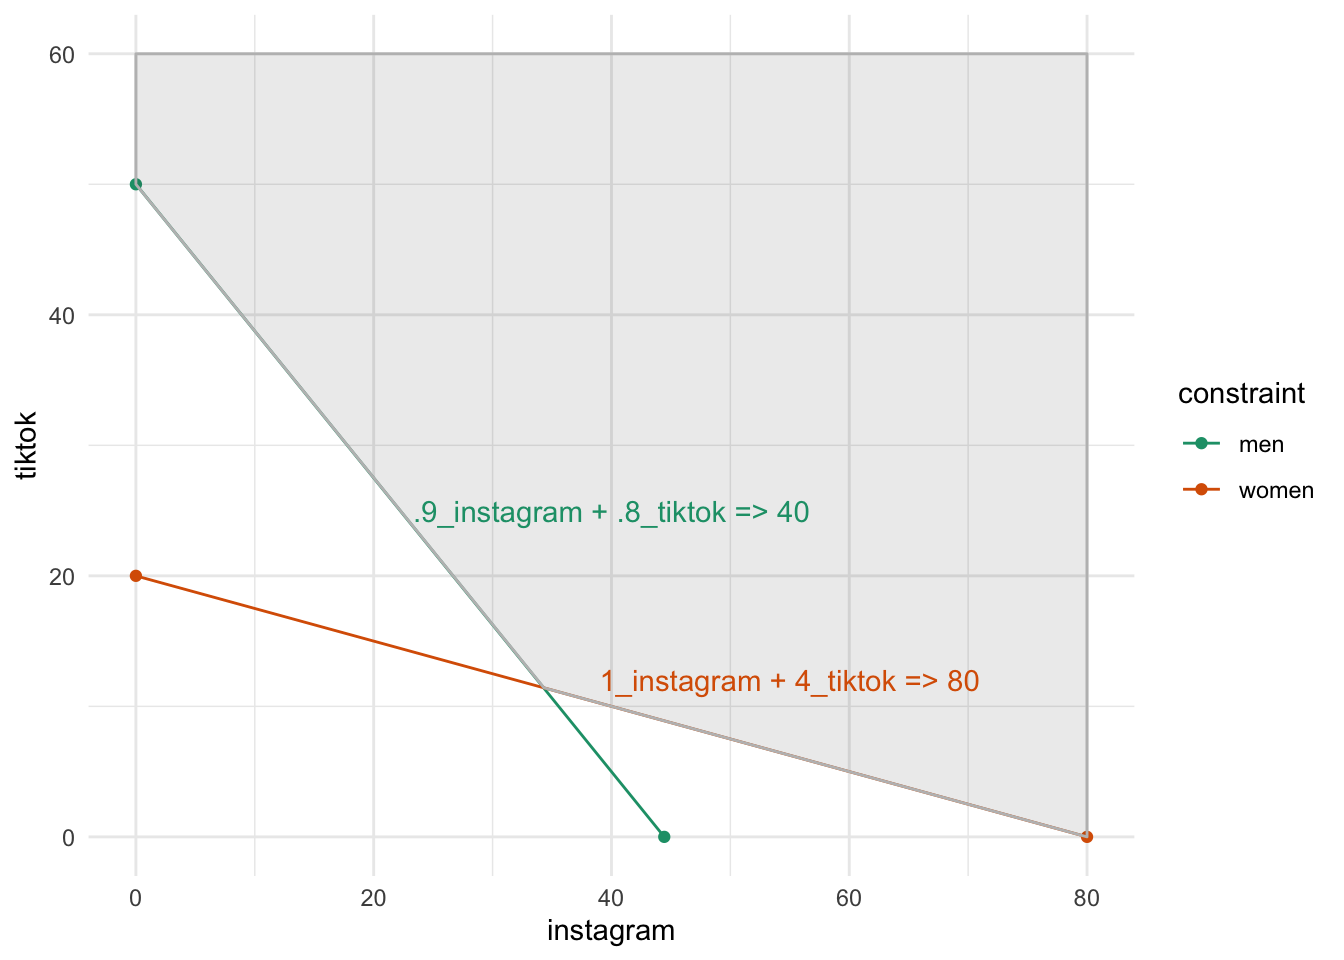 60
40
20
0
tiktok
.9_instagram + .8_tiktok => 40
1_instagram + 4_tiktok => 80
0 20 40 60 80
instagram
constraint
men
women